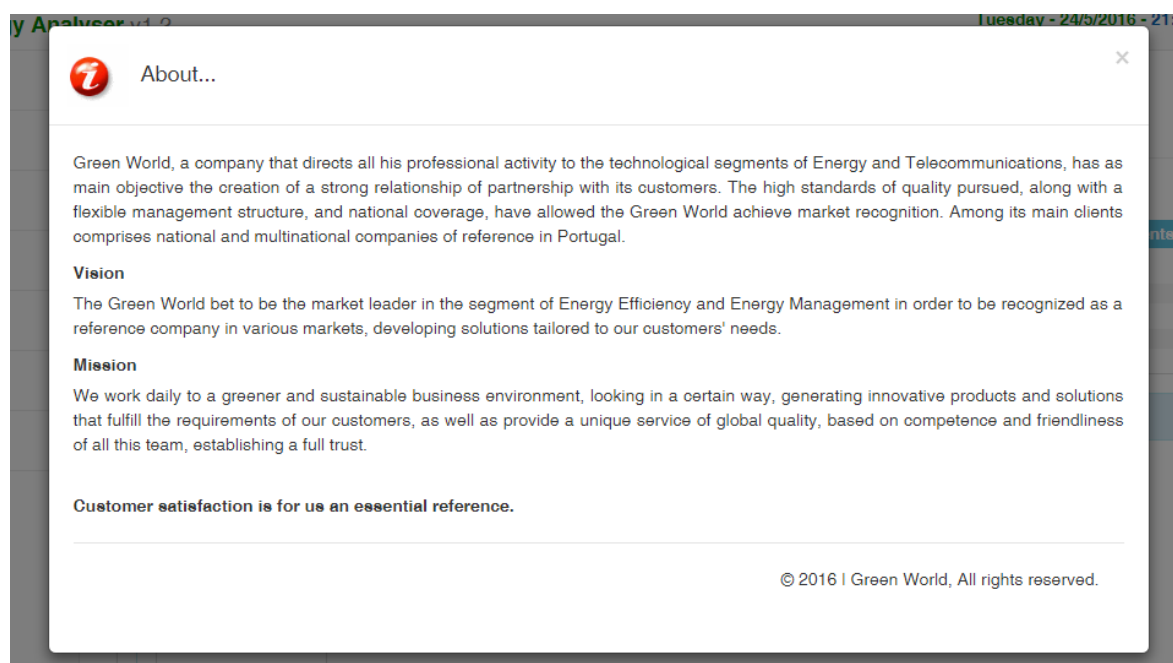 y Analyser v1.2
Tuesday - 24/5/2016 - 21
About...
×
Green World, a company that directs all his professional activity to the technological segments of Energy and Telecommunications, has as
main objective the creation of a strong relationship of partnership with its customers. The high standards of quality pursued, along with a
flexible management structure, and national coverage, have allowed the Green World achieve market recognition. Among its main clients
comprises national and multinational companies of reference in Portugal.
Vision
The Green World bet to be the market leader in the segment of Energy Efficiency and Energy Management in order to be recognized as a
reference company in various markets, developing solutions tailored to our customers' needs.
Mission
We work daily to a greener and sustainable business environment, looking in a certain way, generating innovative products and solutions
that fulfill the requirements of our customers, as well as provide a unique service of global quality, based on competence and friendliness
of all this team, establishing a full trust.
Customer satisfaction is for us an essential reference.
© 2016 | Green World, All rights reserved.